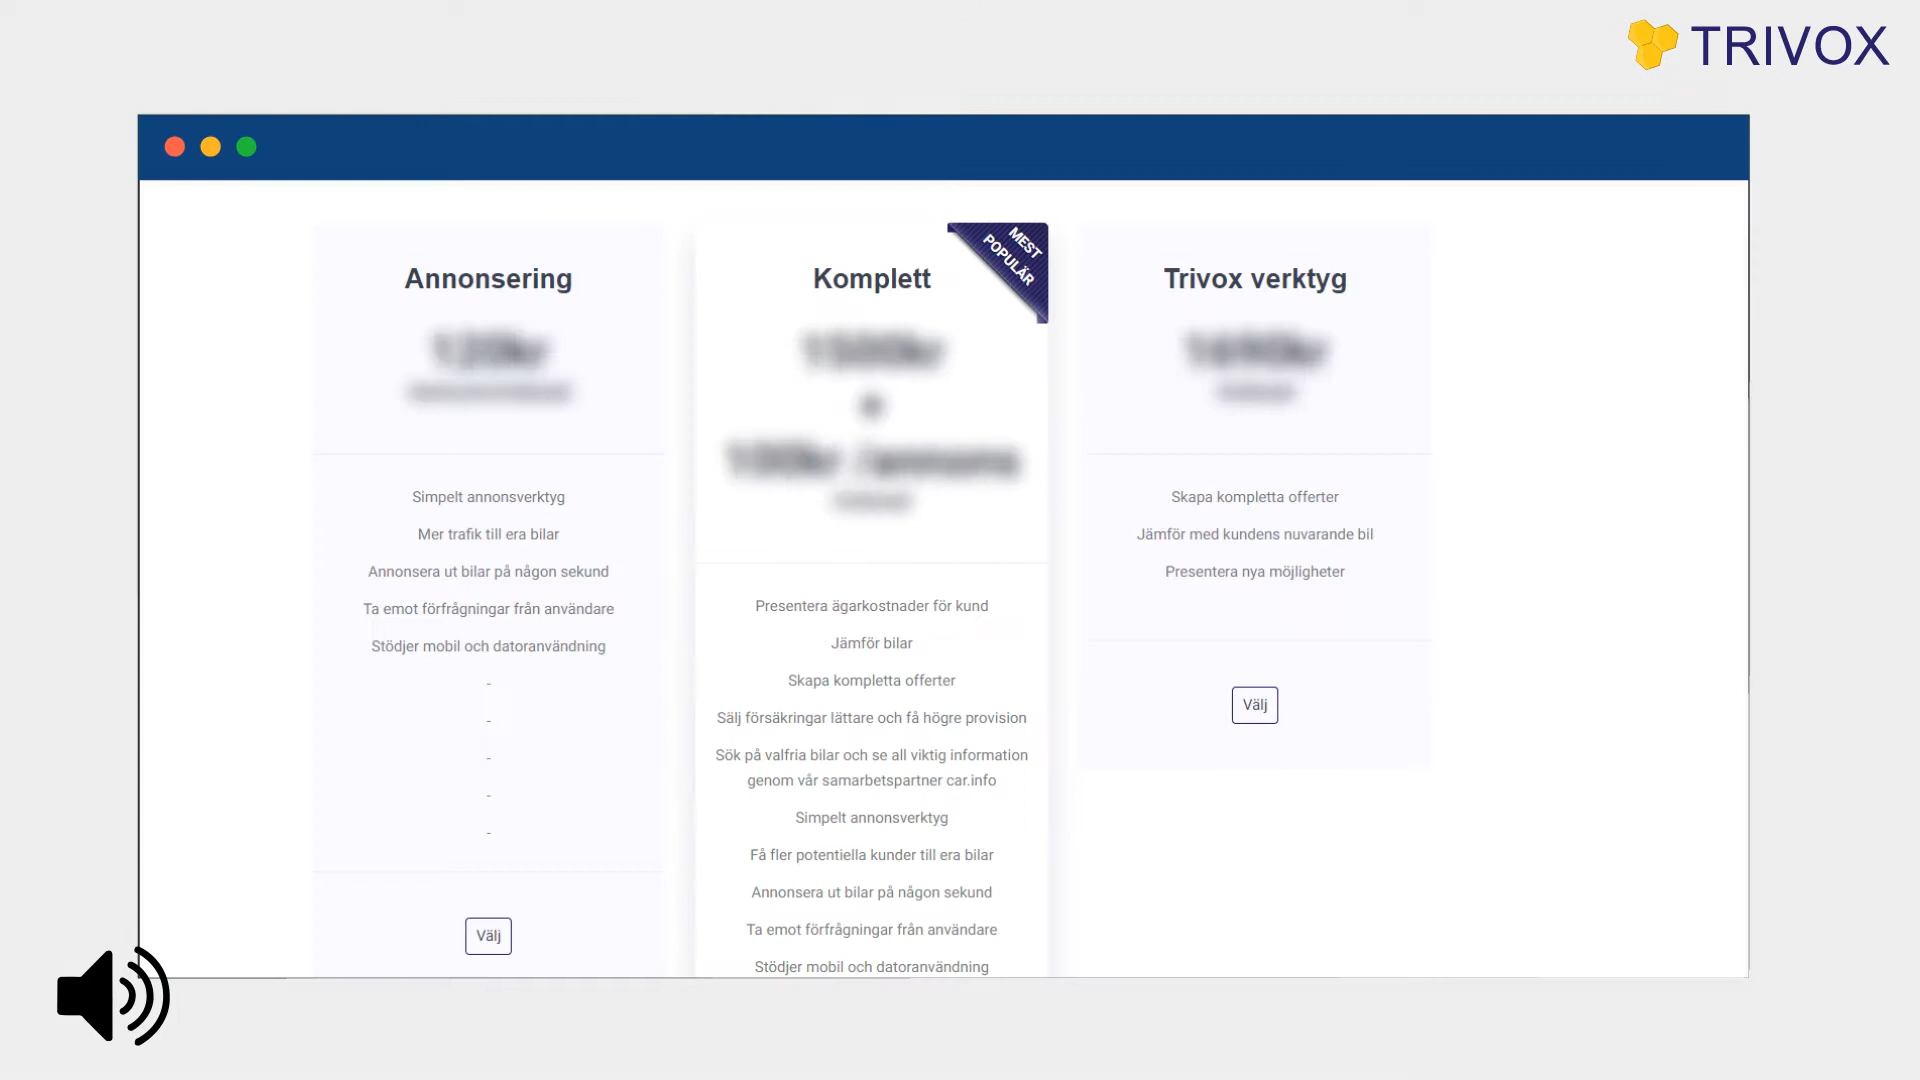 TRIVOX
Annonsering
Simpelt annonsverktyg
Mer trafik till era bilar
Annonsera ut bilar på någon sekund
Ta emot förfrågningar från användare
Stödjer mobil och datoranvändning
-
-
-
-
-
Välj
MEST
POPULÄR
Komplett
Presentera ägarkostnader för kund
Jämför bilar
Skapa kompletta offerter
Sälj försäkringar lättare och få högre provision
Sök på valfria bilar och se all viktig information
genom vår samarbetspartner car.info
Simpelt annonsverktyg
Få fler potentiella kunder till era bilar
Annonsera ut bilar på någon sekund
Ta emot förfrågningar från användare
Stödjer mobil och datoranvändning
Trivox verktyg
Skapa kompletta offerter
Jämför med kundens nuvarande bil
Presentera nya möjligheter
Välj